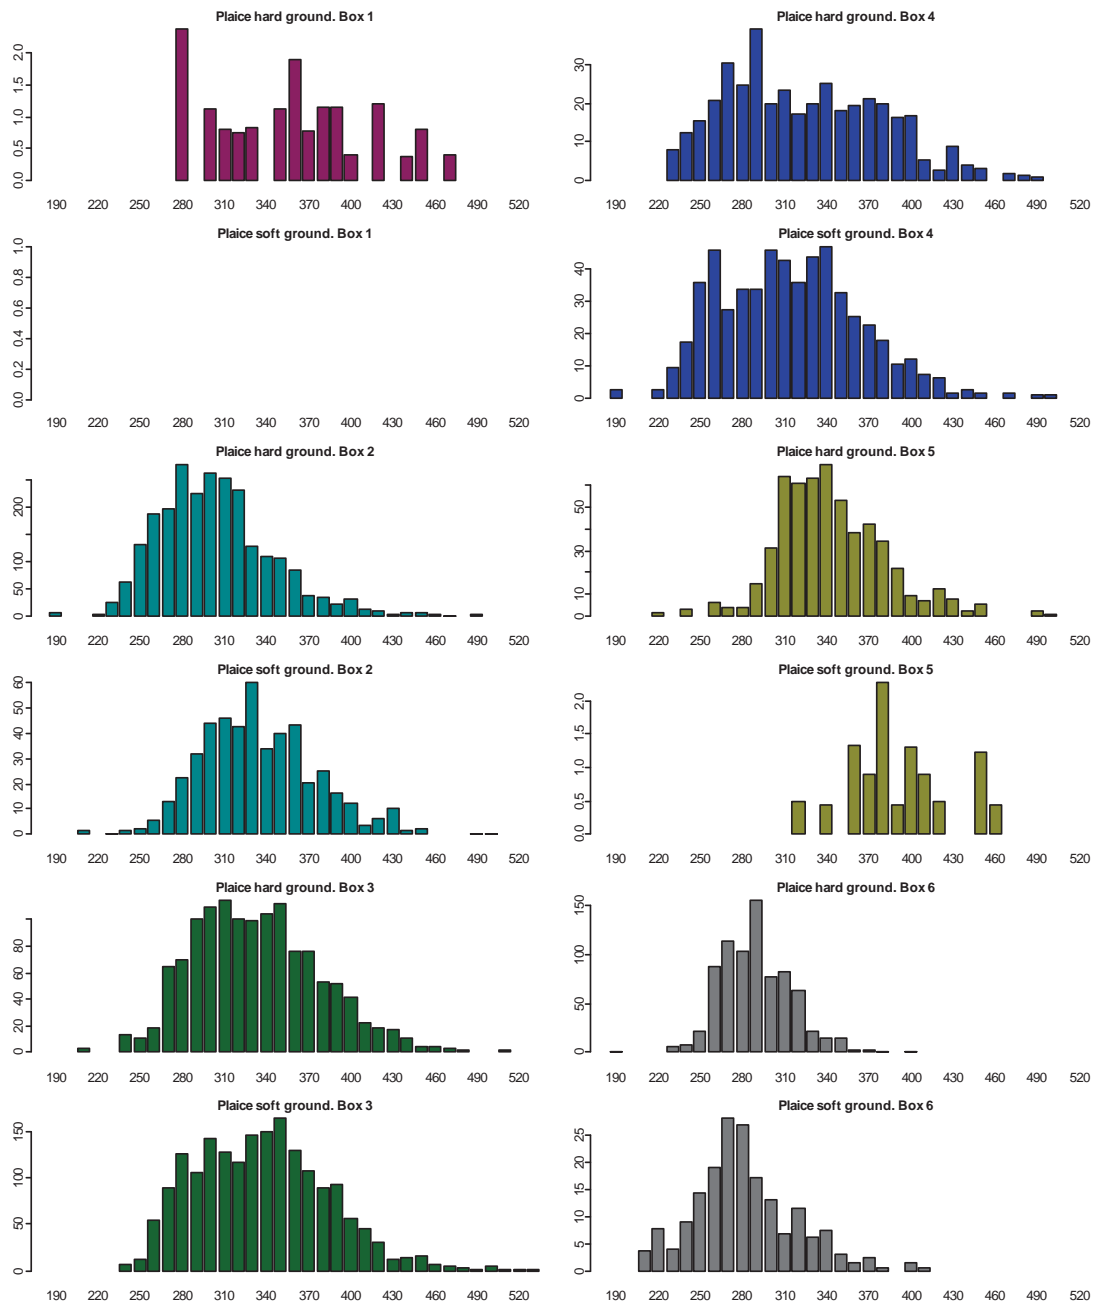 Plaice hard ground. Box 1
0.0 0.5 1.0 1.5 2.0
190 220 250 280 310 340 370 400 430 460 490 520
Plaice hard ground. Box 4
0 10 20 30
190 220 250 280 310 340 370 400 430 460 490 520
Plaice soft ground. Box 1
0.0 0.2 0.4 0.6 0.8 1.0
190 220 250 280 310 340 370 400 430 460 490 520
Plaice soft ground. Box 4
0 10 20 30 40
190 220 250 280 310 340 370 400 430 460 490 520
Plaice hard ground. Box 2
0 50 100 200
190 220 250 280 310 340 370 400 430 460 490 520
Plaice hard ground. Box 5
0 10 30 50
190 220 250 280 310 340 370 400 430 460 490 520
Plaice soft ground. Box 2
0 10 20 30 40 50 60
190 220 250 280 310 340 370 400 430 460 490 520
Plaice soft ground. Box 5
0.0 0.5 1.0 1.5 2.0
190 220 250 280 310 340 370 400 430 460 490 520
Plaice hard ground. Box 3
0 20 40 60 80
190 220 250 280 310 340 370 400 430 460 490 520
Plaice hard ground. Box 6
0 50 100 150
190 220 250 280 310 340 370 400 430 460 490 520
Plaice soft ground. Box 3
0 50 100 150
190 220 250 280 310 340 370 400 430 460 490 520
Plaice soft ground. Box 6
0 5 10 15 20 25
190 220 250 280 310 340 370 400 430 460 490 520